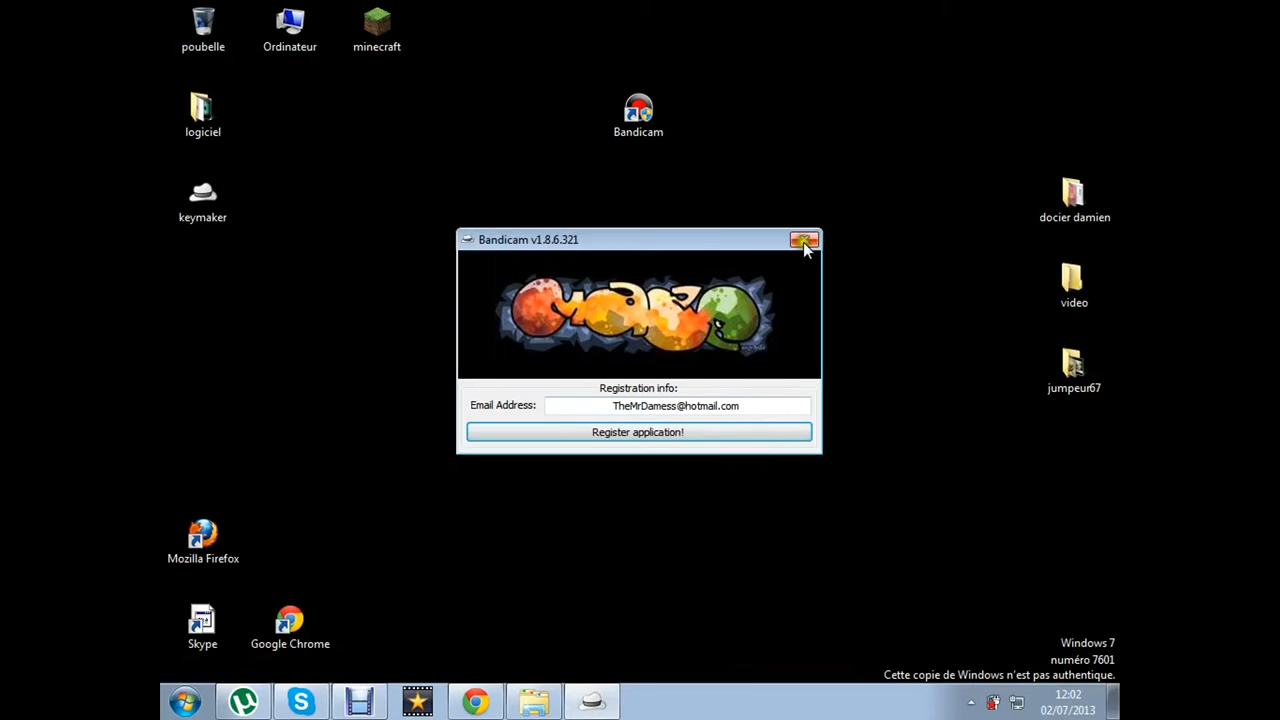 poubelle
Ordinateur
minecraft
logiciel
Bandicam
keymaker
docier damien
Bandicam v1.8.6.321
video
Registration info:
jumpeur67
Email Address:
TheMrDamess@hotmail.com
Register application!
Mozilla Firefox
Skype
Google Chrome
Windows 7
numéro 7601
Cette copie de Windows n'est pas authentique.
12:02
02/07/2013